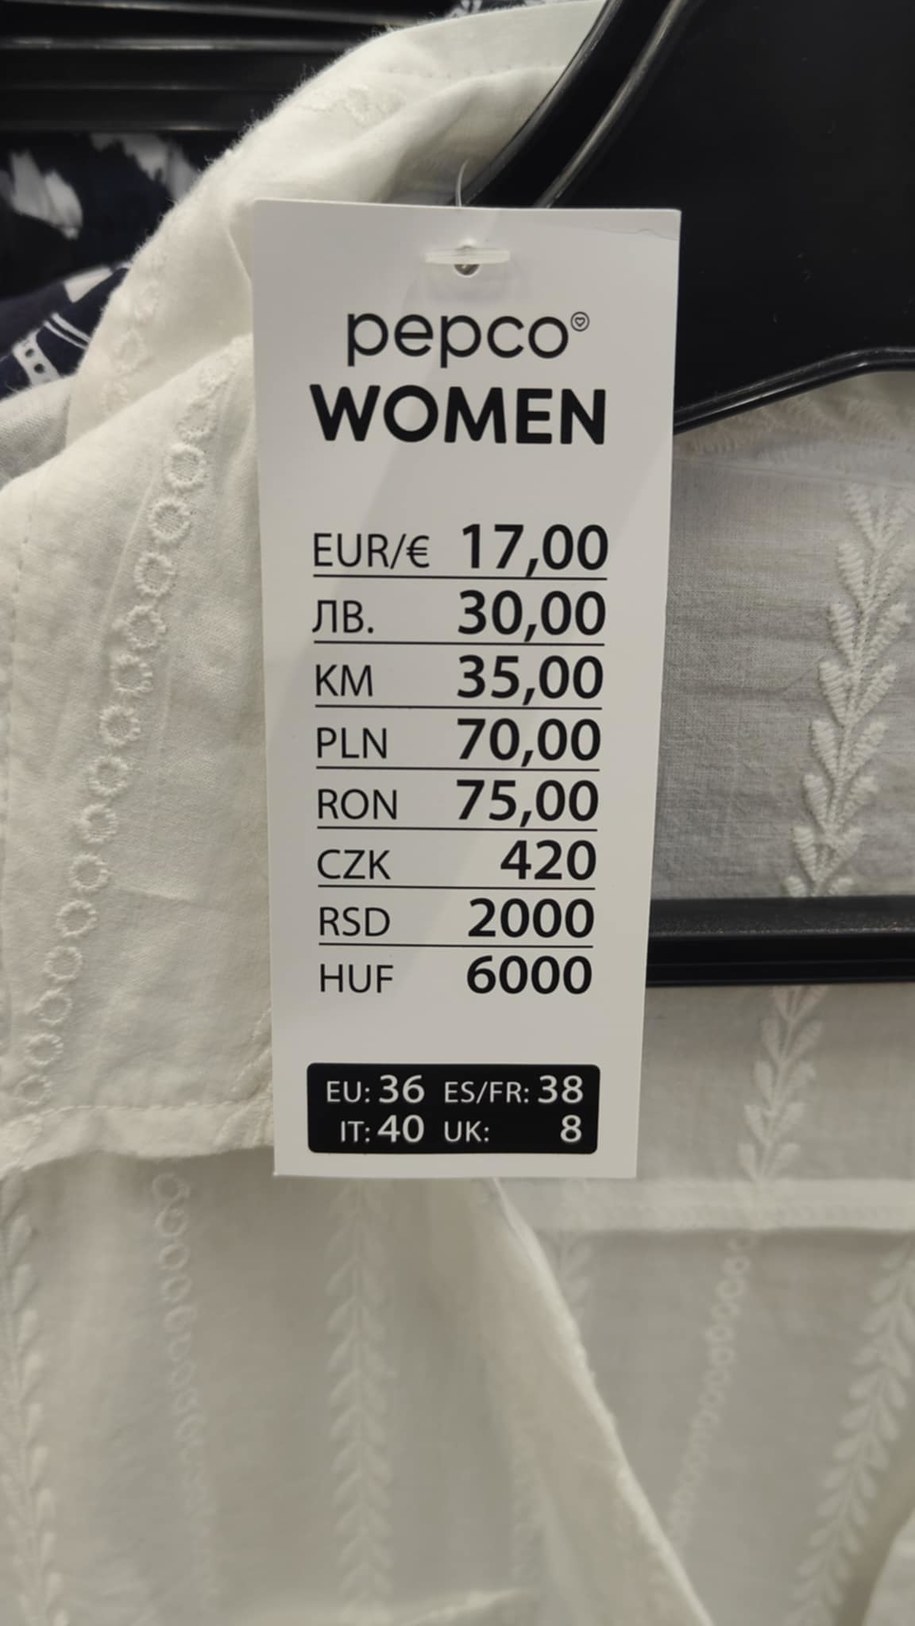 pepco
WOMEN
EUR/€ 17,00
ЛВ. 30,00
KM 35,00
PLN 70,00
RON 75,00
CZK 420
RSD 2000
HUF 6000
EU: 36 ES/FR: 38
IT: 40 UK: 8